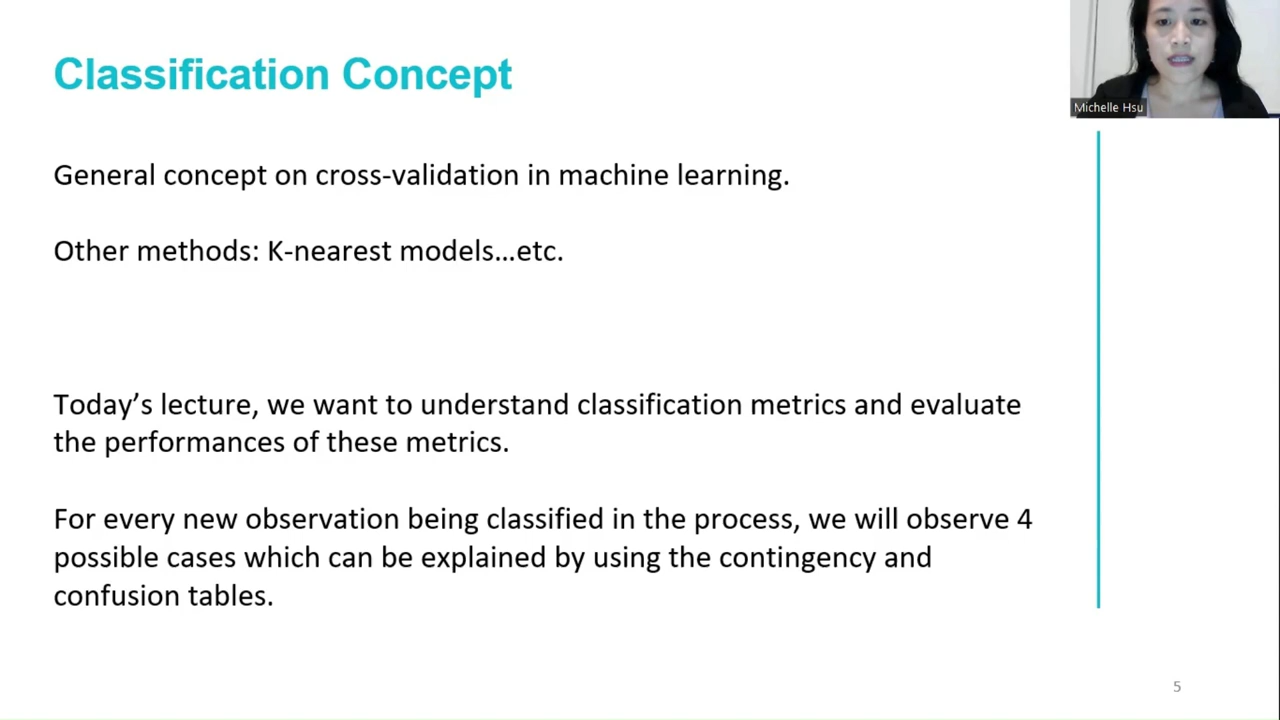 Classification Concept
Michelle Hsu
General concept on cross-validation in machine learning.
Other methods: K-nearest models...etc.
Today’s lecture, we want to understand classification metrics and evaluate
the performances of these metrics.
For every new observation being classified in the process, we will observe 4
possible cases which can be explained by using the contingency and
confusion tables.
5